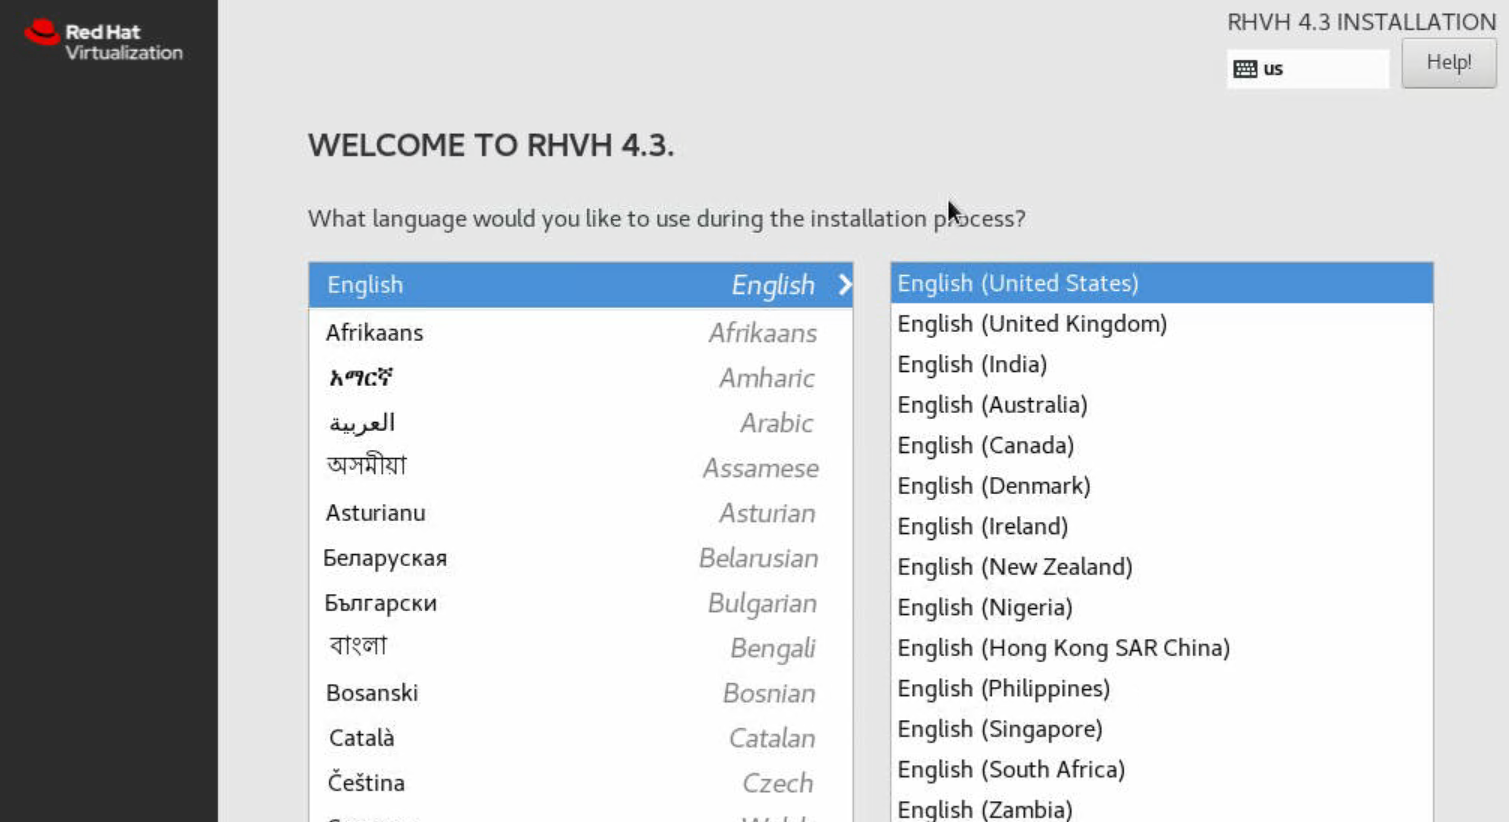 Red Hat
Virtualization
RHVH 4.3 INSTALLATION
us
Help!
WELCOME TO RHVH 4.3.
What language would you like to use during the installation process?
English English
Afrikaans Afrikaans
አማርኛ Amharic
العربية Arabic
অসমীয়া Assamese
Asturianu Asturian
Беларуская Belarusian
Български Bulgarian
বাংলা Bengali
Bosanski Bosnian
Català Catalan
Čeština Czech
English (United States)
English (United Kingdom)
English (India)
English (Australia)
English (Canada)
English (Denmark)
English (Ireland)
English (New Zealand)
English (Nigeria)
English (Hong Kong SAR China)
English (Philippines)
English (Singapore)
English (South Africa)
English (Zambia)